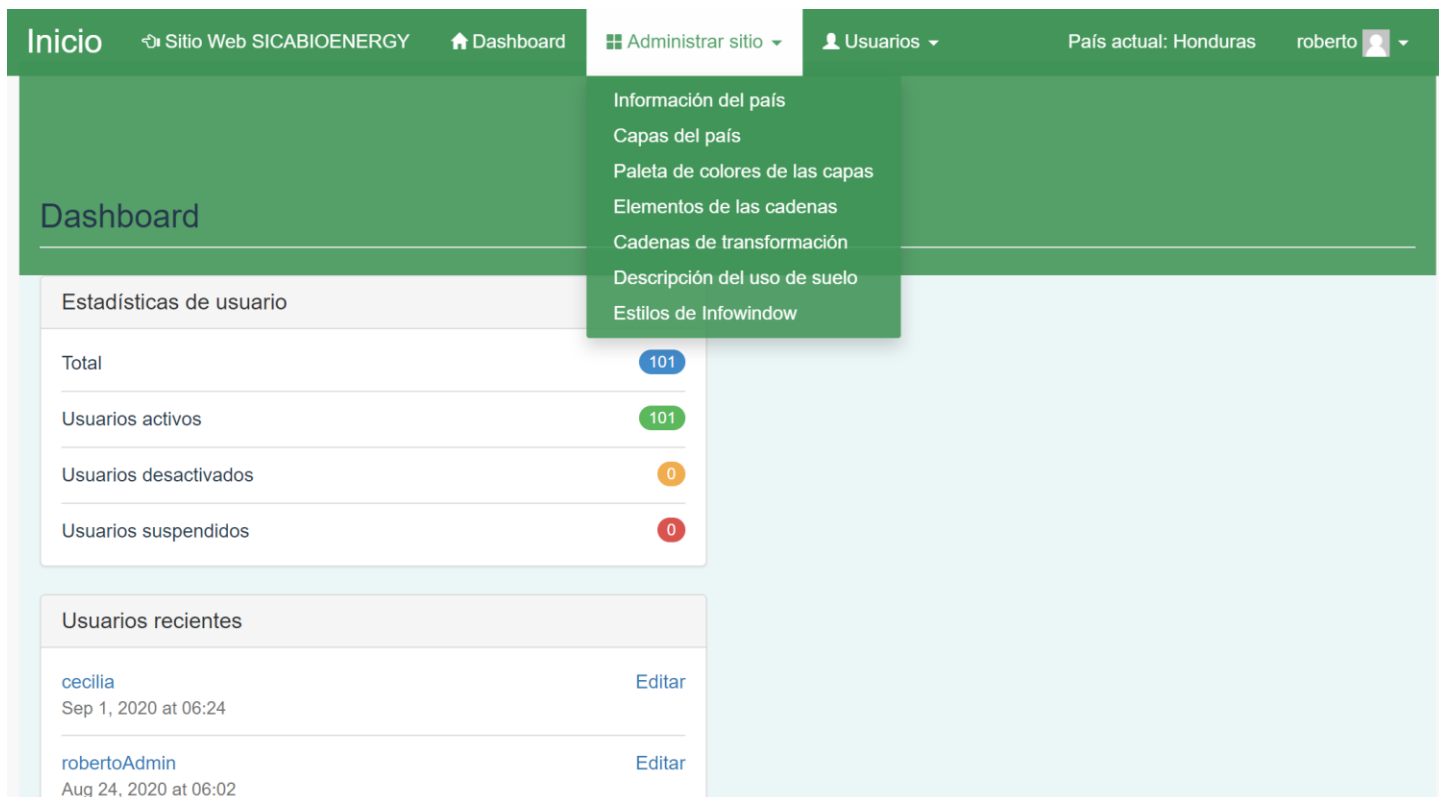 Inicio Sitio Web SICABIOENERGY Dashboard Administrar sitio Usuarios País actual: Honduras roberto
Información del país
Capas del país
Paleta de colores de las capas
Elementos de las cadenas
Cadenas de transformación
Descripción del uso de suelo
Estilos de Infowindow
Dashboard
Estadísticas de usuario
Total 101
Usuarios activos 101
Usuarios desactivados 0
Usuarios suspendidos 0
Usuarios recientes
cecilia Editar
Sep 1, 2020 at 06:24
robertoAdmin Editar
Aug 24, 2020 at 06:02